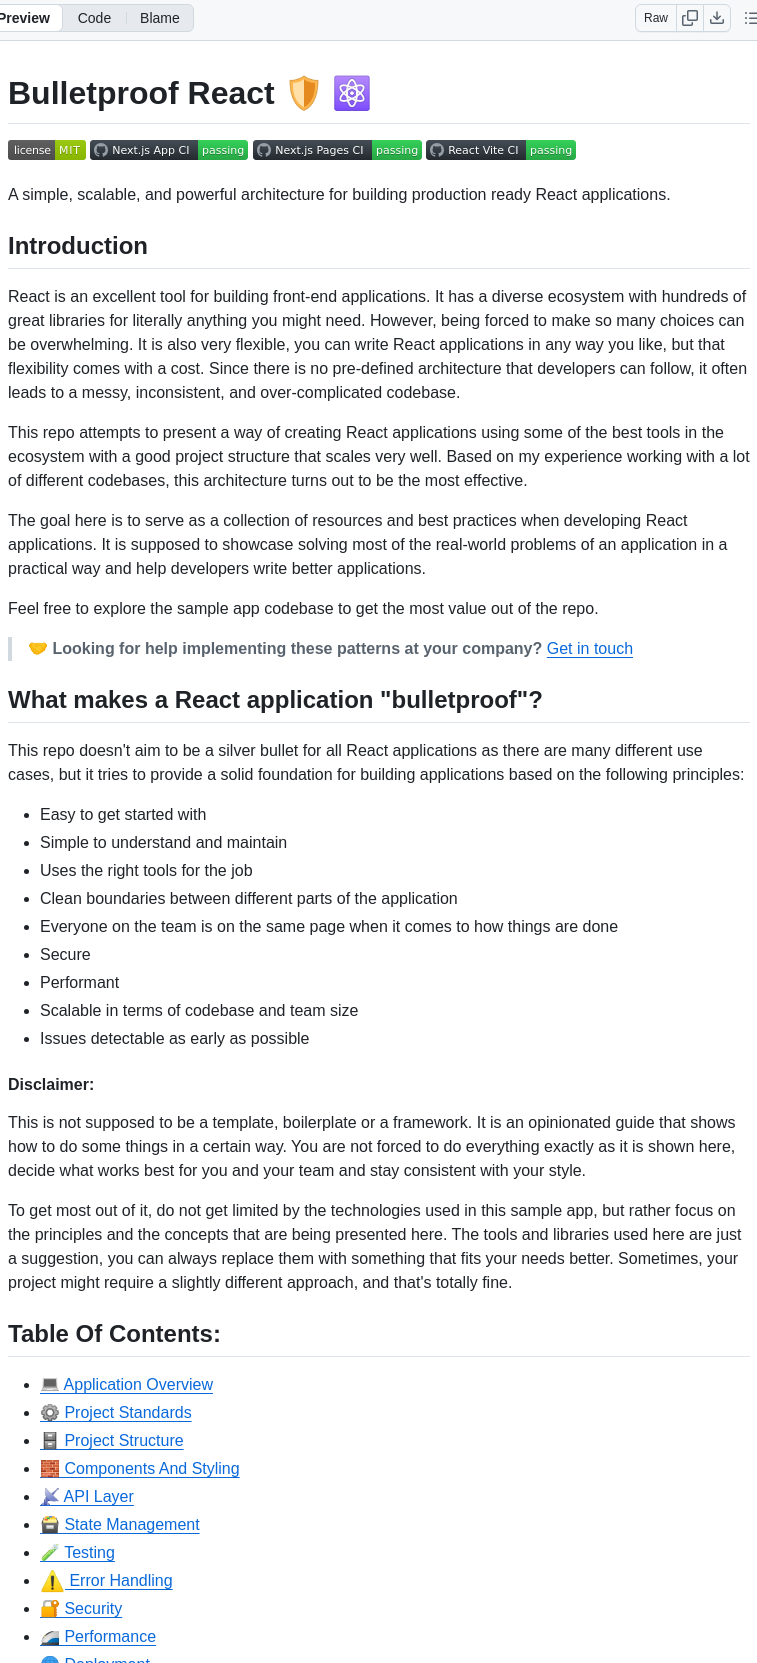 Preview Code Blame Raw
Bulletproof React 🛡️ ⚛️
license MIT Next.js App CI passing Next.js Pages CI passing React Vite CI passing
A simple, scalable, and powerful architecture for building production ready React applications.
Introduction
React is an excellent tool for building front-end applications. It has a diverse ecosystem with hundreds of
great libraries for literally anything you might need. However, being forced to make so many choices can
be overwhelming. It is also very flexible, you can write React applications in any way you like, but that
flexibility comes with a cost. Since there is no pre-defined architecture that developers can follow, it often
leads to a messy, inconsistent, and over-complicated codebase.
This repo attempts to present a way of creating React applications using some of the best tools in the
ecosystem with a good project structure that scales very well. Based on my experience working with a lot
of different codebases, this architecture turns out to be the most effective.
The goal here is to serve as a collection of resources and best practices when developing React
applications. It is supposed to showcase solving most of the real-world problems of an application in a
practical way and help developers write better applications.
Feel free to explore the sample app codebase to get the most value out of the repo.
🤝 Looking for help implementing these patterns at your company? Get in touch
What makes a React application "bulletproof"?
This repo doesn't aim to be a silver bullet for all React applications as there are many different use
cases, but it tries to provide a solid foundation for building applications based on the following principles:
• Easy to get started with
• Simple to understand and maintain
• Uses the right tools for the job
• Clean boundaries between different parts of the application
• Everyone on the team is on the same page when it comes to how things are done
• Secure
• Performant
• Scalable in terms of codebase and team size
• Issues detectable as early as possible
Disclaimer:
This is not supposed to be a template, boilerplate or a framework. It is an opinionated guide that shows
how to do some things in a certain way. You are not forced to do everything exactly as it is shown here,
decide what works best for you and your team and stay consistent with your style.
To get most out of it, do not get limited by the technologies used in this sample app, but rather focus on
the principles and the concepts that are being presented here. The tools and libraries used here are just
a suggestion, you can always replace them with something that fits your needs better. Sometimes, your
project might require a slightly different approach, and that's totally fine.
Table Of Contents:
• 💻 Application Overview
• ⚙️ Project Standards
• 🗄️ Project Structure
• 🧱 Components And Styling
• 📡 API Layer
• 🗃️ State Management
• 🧪 Testing
• ⚠️ Error Handling
• 🔐 Security
• 🚄 Performance
• 🌐 Deployment